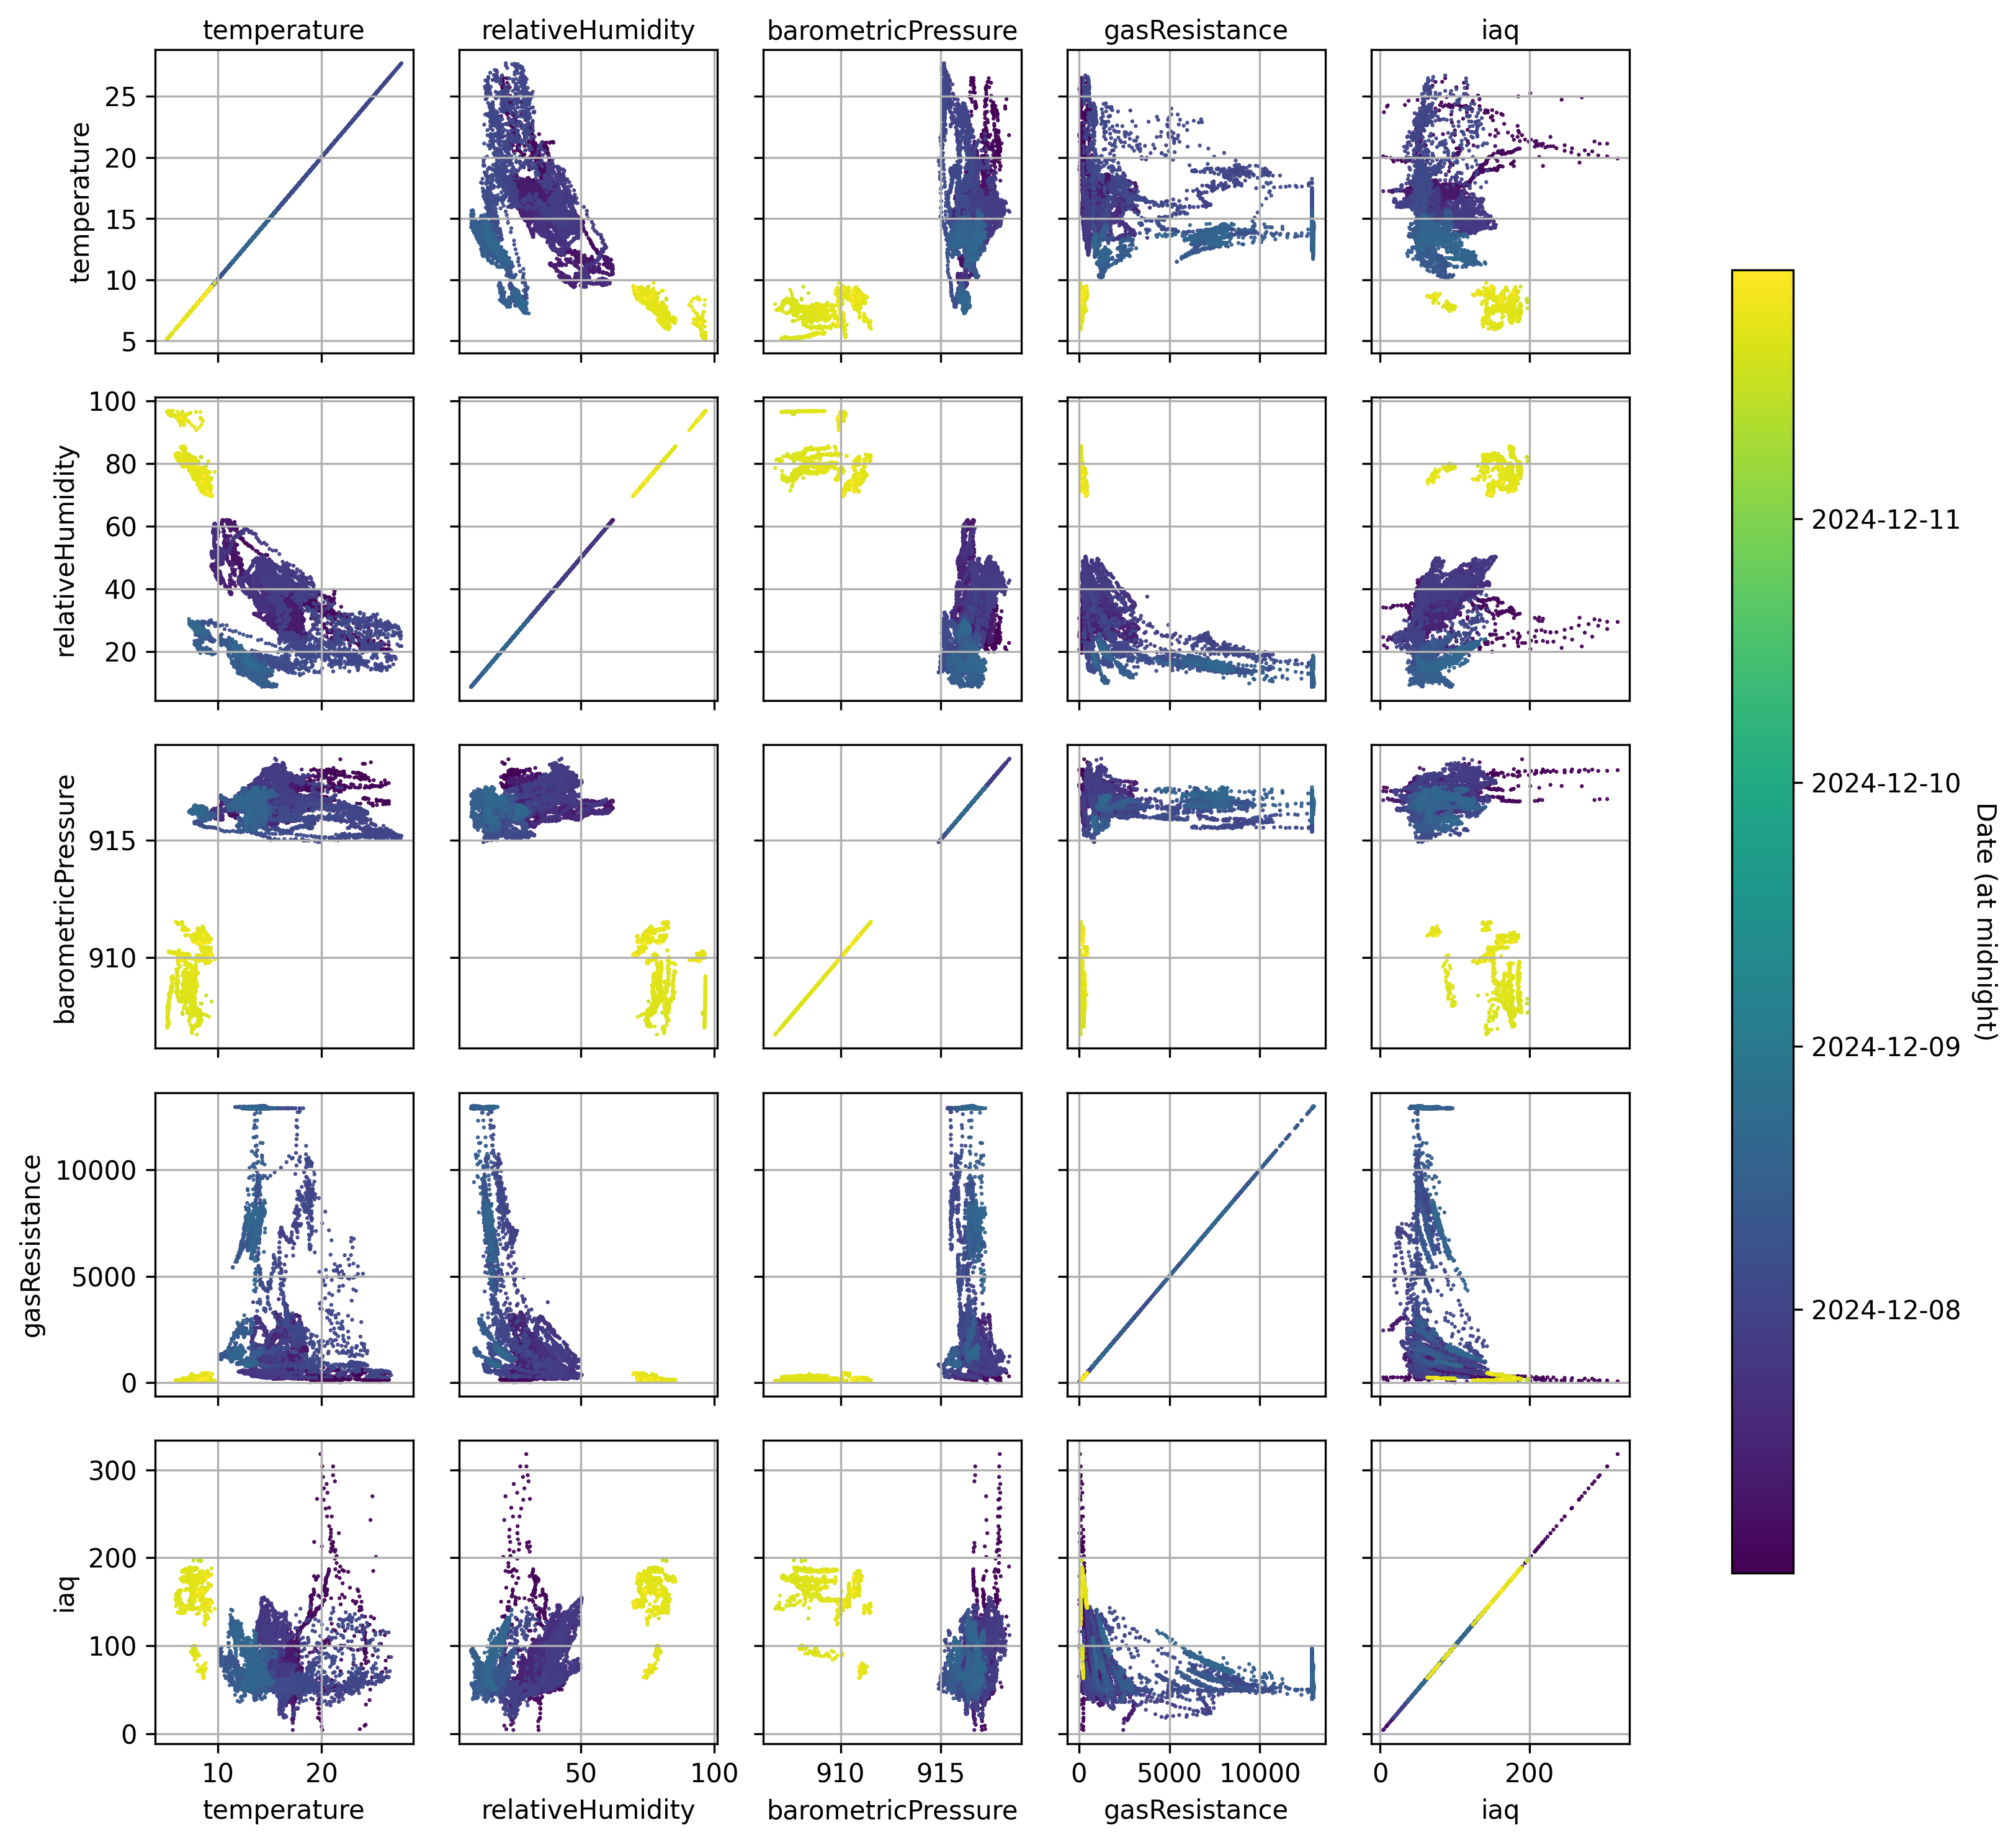 temperature relativeHumidity barometricPressure gasResistance iaq
25
20
15
10
5
temperature
100
80
60
40
20
relativeHumidity
915
910
barometricPressure
10000
5000
0
gasResistance
300
200
100
0
iaq
10 20 50 100 910 915 0 5000 10000 0 200
temperature relativeHumidity barometricPressure gasResistance iaq
2024-12-11
2024-12-10
2024-12-09
2024-12-08
Date (at midnight)